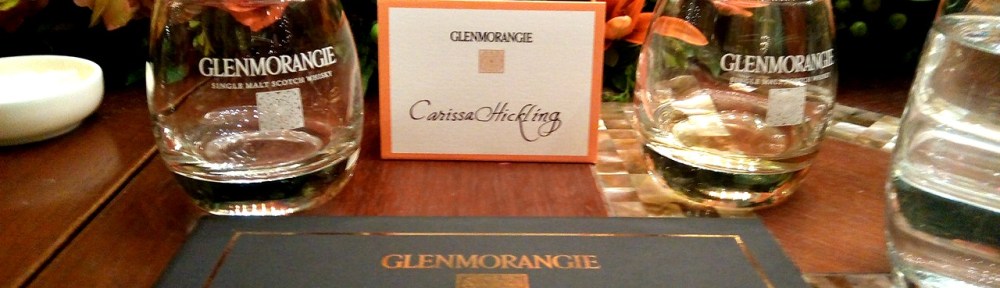 GLENMORANGIE
SINGLE MALT SCOTCH WHISKY
GLENMORANGIE
Carissa Hickling
GLENMORANGIE
SINGLE MALT SCOTCH WHISKY
GLENMORANGIE